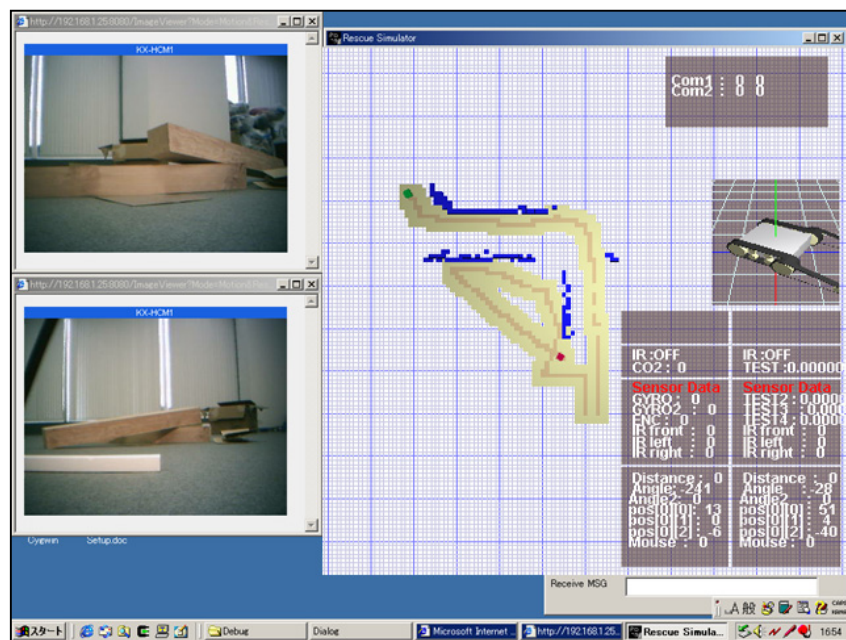 http://192.168.1.25:8080/ImageViewer?Mode=Motion&Res
KX-HCM1
http://192.168.1.25:8080/ImageViewer?Mode=Motion&Res
KX-HCM1
Cygwin
Setup.doc
Rescue Simulator
Com1 : 0 0
Com2 : 0 0
IR :OFF
CO2 : 0
Sensor Data
GYRO : 0
GYRO2 : 0
ENC : 0
IR front : 0
IR left : 0
IR right : 0
Distance : 0
Angle: -241
Angle2: 0
pos[0][0]: 13
pos[0][1]: 0
pos[0][2]: -6
Mouse : 0
IR :OFF
TEST :0.00000
Sensor Data
TEST2: 0.0000
TEST3 :0.000
TEST4: 0.0000
IR front : 0
IR left : 0
IR right : 0
Distance : 0
Angle : -28
Angle2 : 0
pos[0][0] : 51
pos[0][1] : 4
pos[0][2] : -40
Mouse : 0
Receive MSG
A 般
CAPS
スタート
Debug
Dialog
Microsoft Internet ...
http://192.168.1.25...
Rescue Simula...
16:54